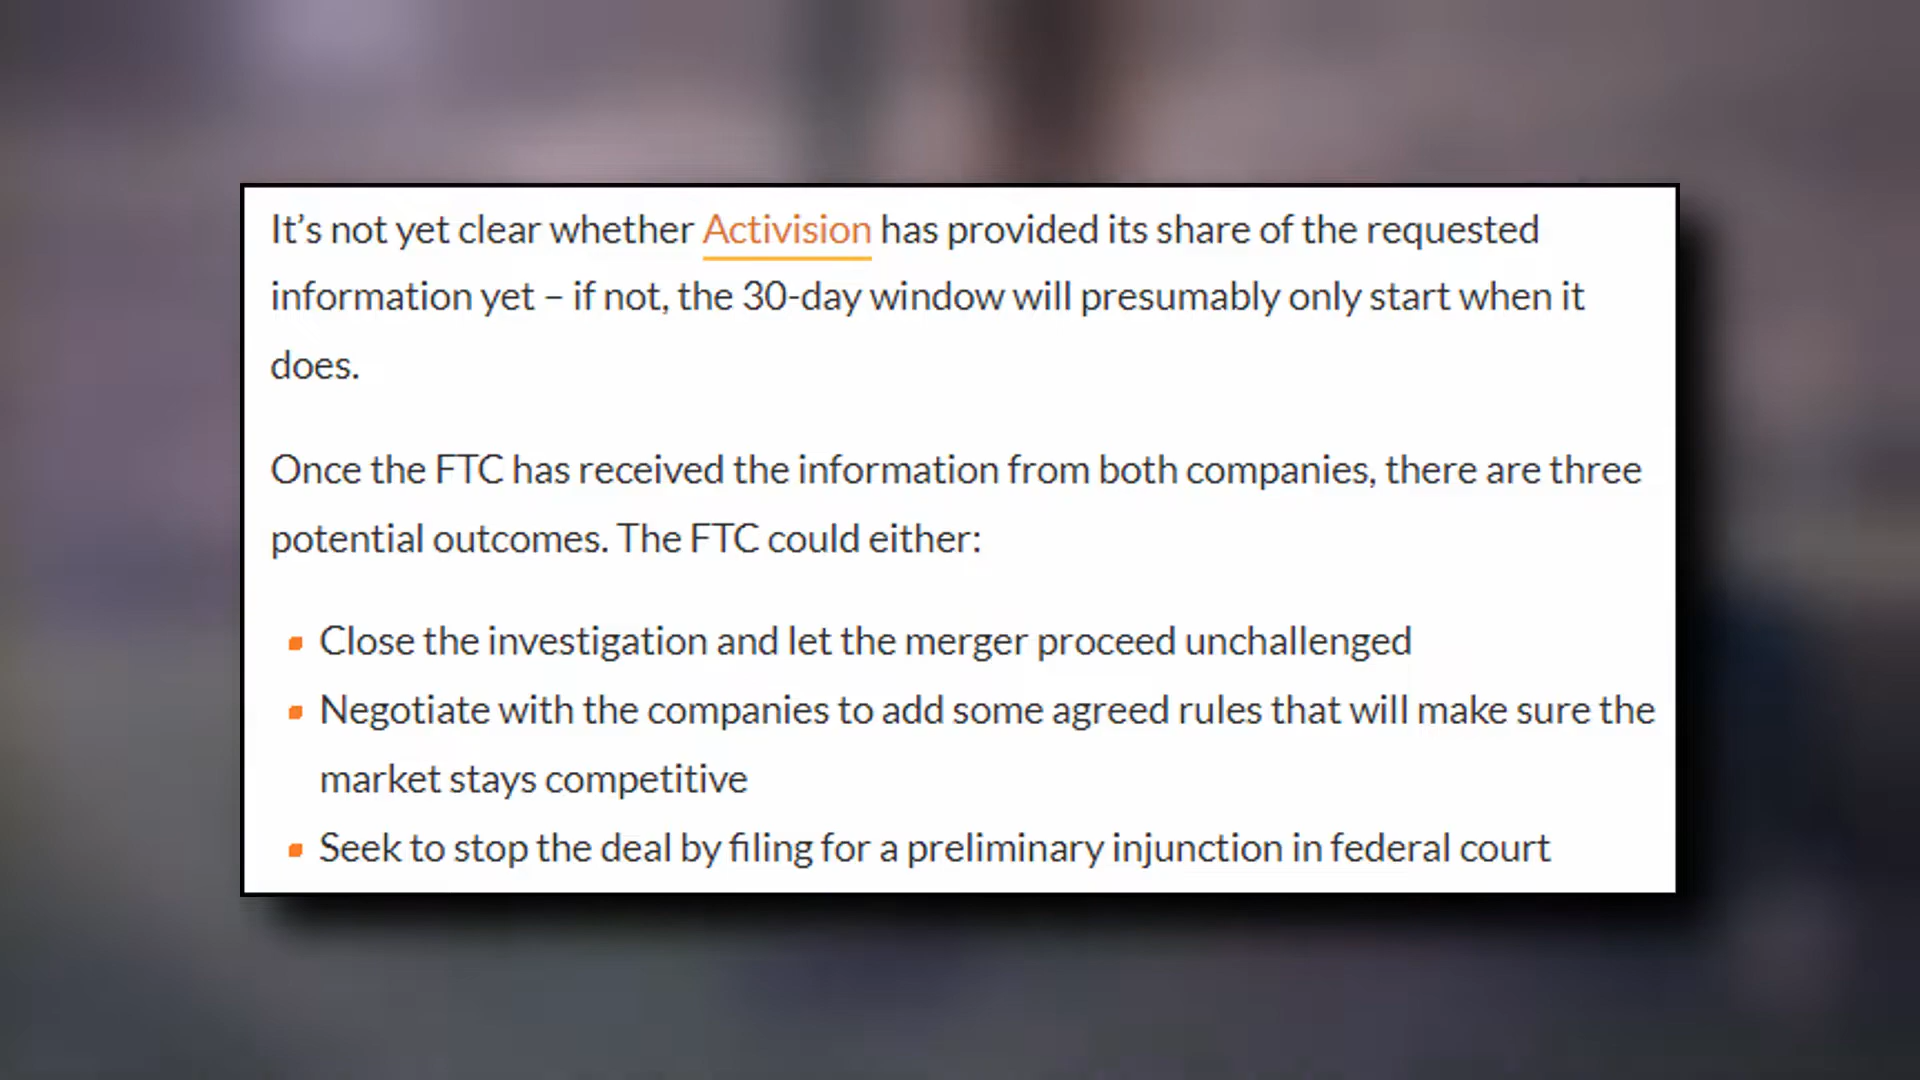 It’s not yet clear whether Activision has provided its share of the requested
information yet – if not, the 30-day window will presumably only start when it
does.
Once the FTC has received the information from both companies, there are three
potential outcomes. The FTC could either:
Close the investigation and let the merger proceed unchallenged
Negotiate with the companies to add some agreed rules that will make sure the
market stays competitive
Seek to stop the deal by filing for a preliminary injunction in federal court